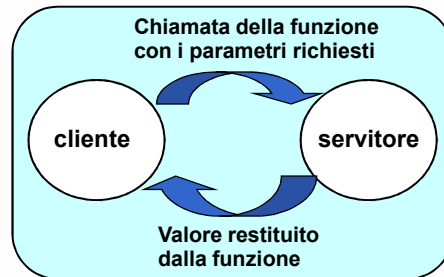 Chiamata della funzione
con i parametri richiesti
cliente
servitore
Valore restituito
dalla funzione